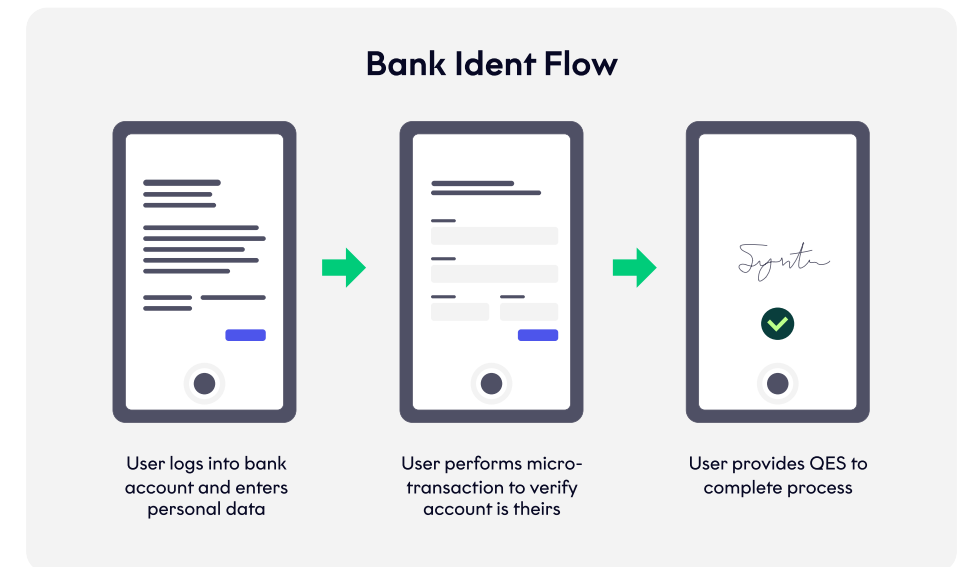 Bank Ident Flow
User logs into bank
account and enters
personal data
User performs micro-
transaction to verify
account is theirs
User provides QES to
complete process